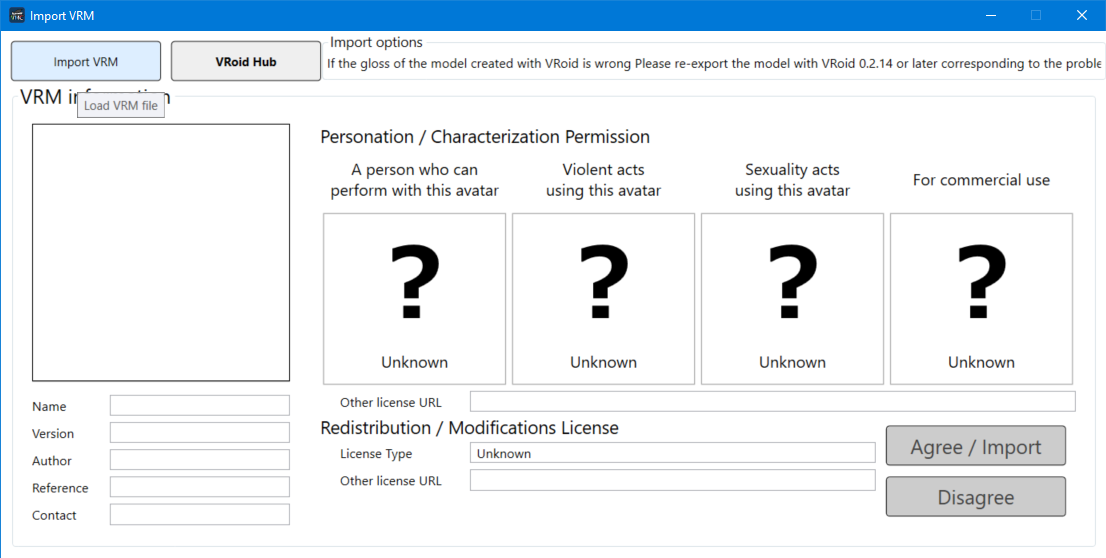 Import VRM
Import VRM
VRoid Hub
Import options
If the gloss of the model created with VRoid is wrong Please re-export the model with VRoid 0.2.14 or later corresponding to the proble
VRM information
Load VRM file
Personation / Characterization Permission
A person who can
perform with this avatar
Violent acts
using this avatar
Sexuality acts
using this avatar
For commercial use
?
?
?
?
Unknown
Unknown
Unknown
Unknown
Other license URL
Redistribution / Modifications License
License Type
Unknown
Other license URL
Name
Version
Author
Reference
Contact
Agree / Import
Disagree